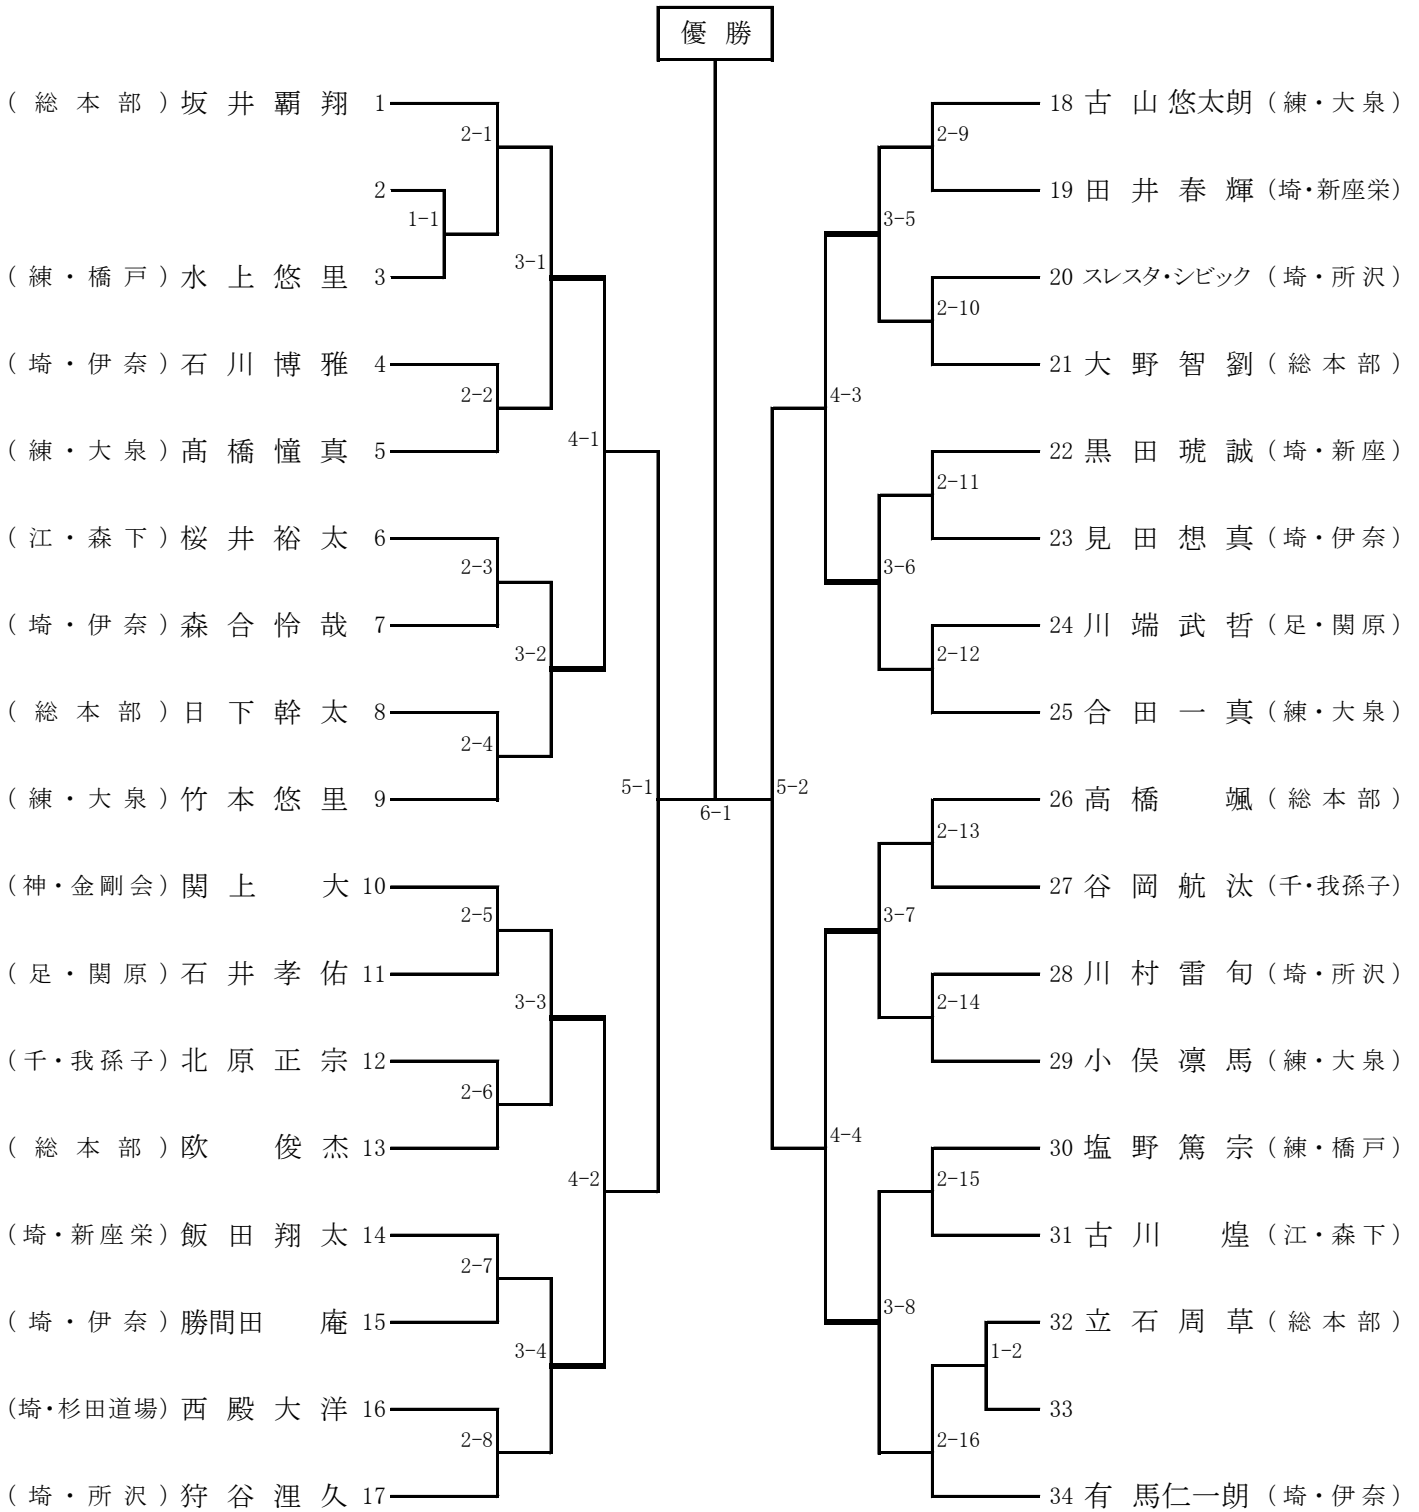 優勝
(総本部)坂井覇翔 1
2-1
2
1-1
(練・橋戸)水上悠里 3
3-1
(埼・伊奈)石川博雅 4
2-2
(練・大泉)髙橋憧真 5
4-1
(江・森下)桜井裕太 6
2-3
(埼・伊奈)森合怜哉 7
3-2
(総本部)日下幹太 8
2-4
(練・大泉)竹本悠里 9
5-1
(神・金剛会)関上 大 10
2-5
(足・関原)石井孝佑 11
3-3
(千・我孫子)北原正宗 12
2-6
(総本部)欧 俊杰 13
4-2
(埼・新座栄)飯田翔太 14
2-7
(埼・伊奈)勝間田 庵 15
3-4
(埼・杉田道場)西殿大洋 16
2-8
(埼・所沢)狩谷浬久 17
6-1
18 古山悠太朗(練・大泉)
2-9
19 田井春輝(埼・新座栄)
3-5
20 スレスタ・シビック(埼・所沢)
2-10
21 大野智劉(総本部)
4-3
22 黒田琥誠(埼・新座)
2-11
23 見田想真(埼・伊奈)
3-6
24 川端武哲(足・関原)
2-12
25 合田一真(練・大泉)
5-2
26 高橋 颯(総本部)
2-13
27 谷岡航汰(千・我孫子)
3-7
28 川村雷旬(埼・所沢)
2-14
29 小俣凛馬(練・大泉)
4-4
30 塩野篤宗(練・橋戸)
2-15
31 古川 煌(江・森下)
3-8
32 立石周草(総本部)
1-2
33
2-16
34 有馬仁一朗(埼・伊奈)